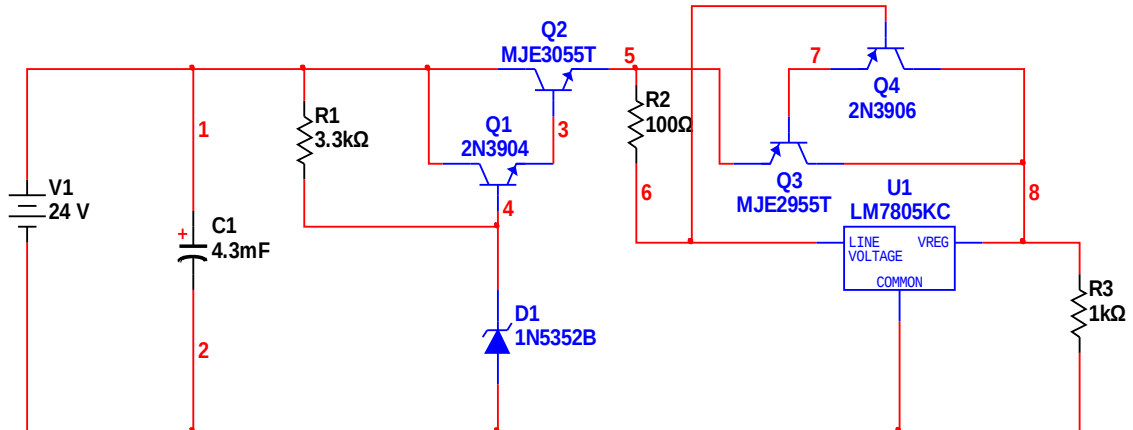 Q2
MJE3055T
5
7
Q4
2N3906
R1
3.3kΩ
1
Q1
2N3904
3
R2
100Ω
4
Q3
MJE2955T
6
8
U1
LM7805KC
V1
24 V
+
C1
4.3mF
LINE
VOLTAGE
VREG
COMMON
R3
1kΩ
D1
1N5352B
2